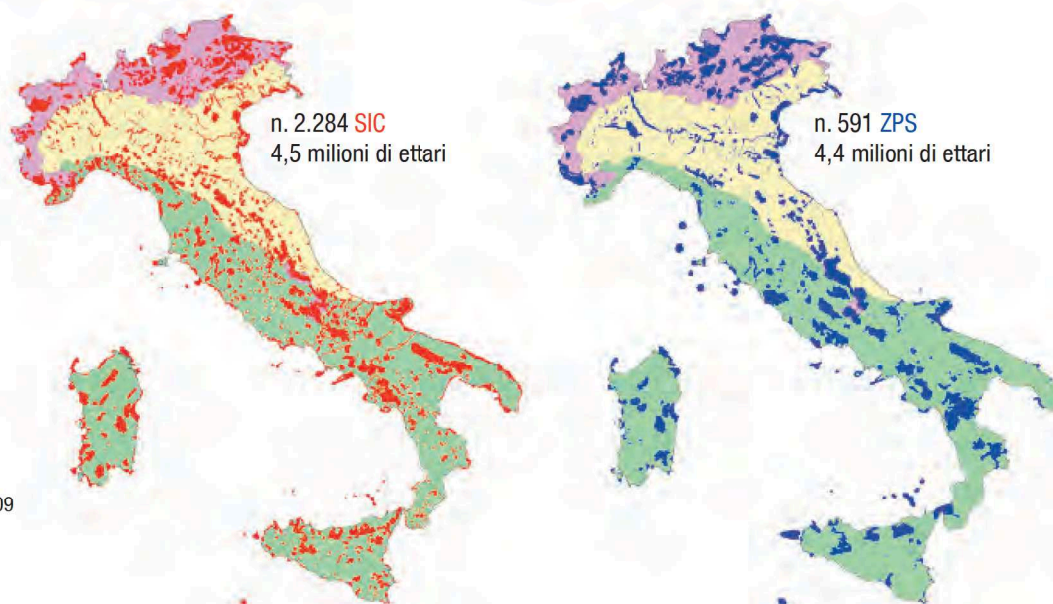 n. 2.284 SIC
4,5 milioni di ettari
n. 591 ZPS
4,4 milioni di ettari
09